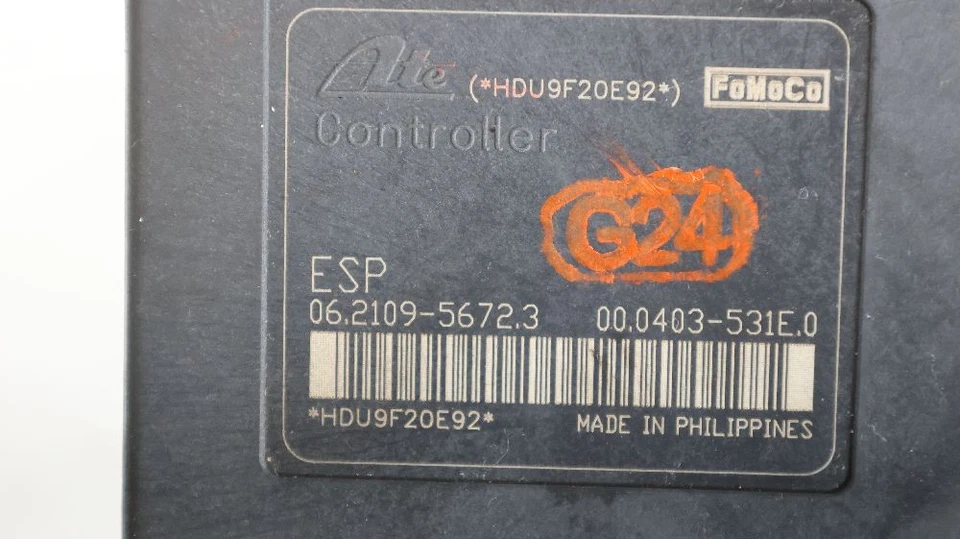 Ate (*HDU9F20E92*) FoMoCo
Controller
G24
ESP
06.2109-5672.3 00.0403-531E.0
*HDU9F20E92* MADE IN PHILIPPINES